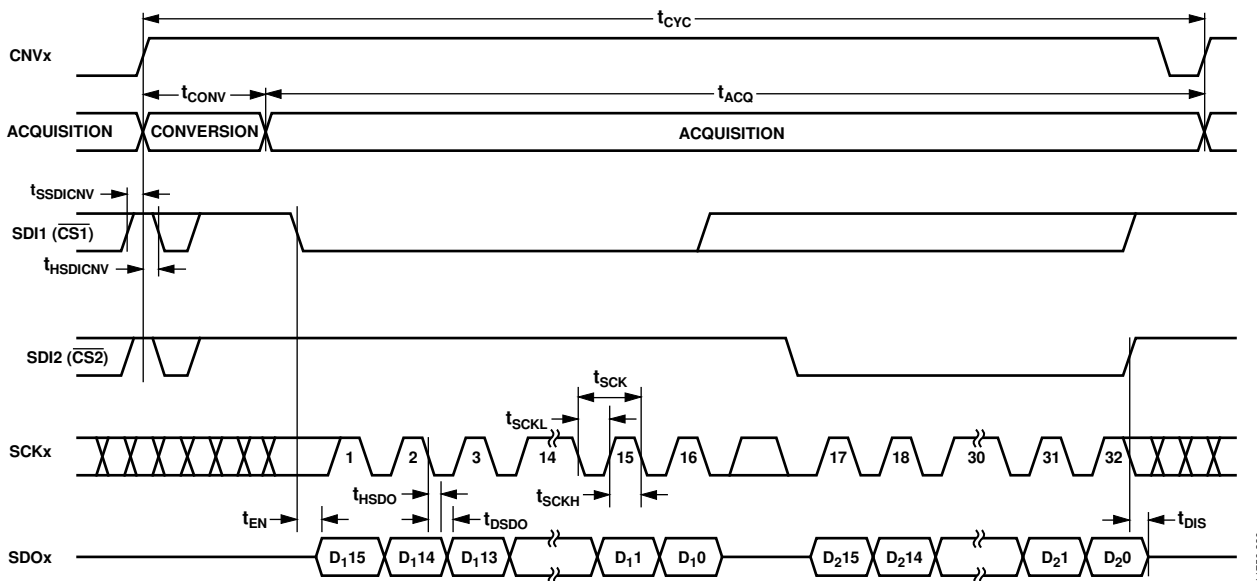 tCYC
CNVx
tCONV
tACQ
ACQUISITION
CONVERSION
ACQUISITION
tSSDICNV
SDI1 (CS1)
tHSDICNV
SDI2 (CS2)
tSCK
tSCKL
SCKx
1 2 3 14 15 16 17 18 30 31 32
tHSDO
tSCKH
tEN
tDSDO
tDIS
SDOx
D115 D114 D113 D11 D10 D215 D214 D21 D20